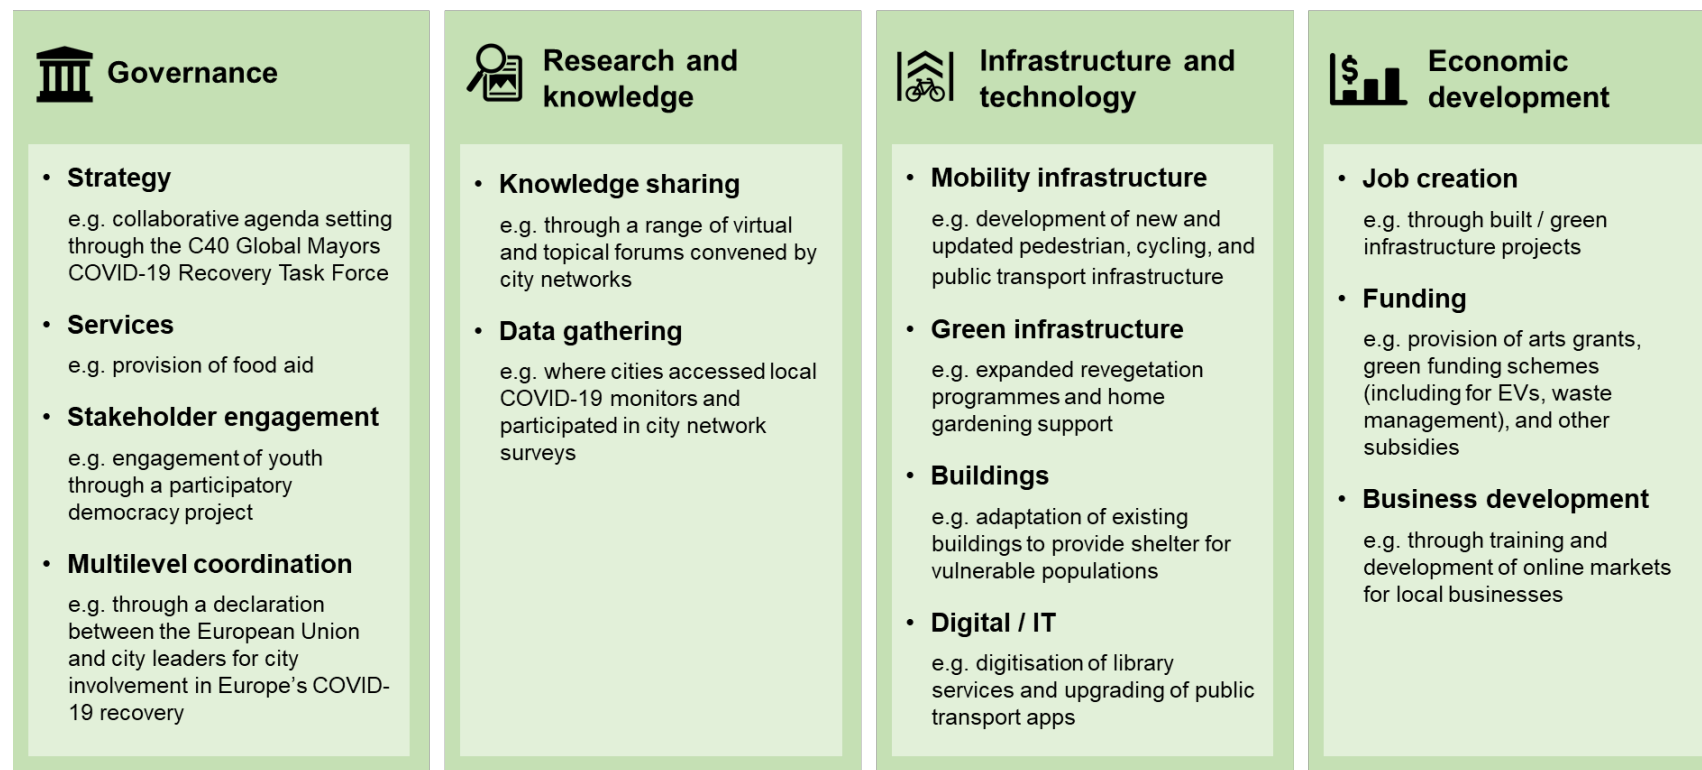 Governance
• Strategy
e.g. collaborative agenda setting
through the C40 Global Mayors
COVID-19 Recovery Task Force
• Services
e.g. provision of food aid
• Stakeholder engagement
e.g. engagement of youth
through a participatory
democracy project
• Multilevel coordination
e.g. through a declaration
between the European Union
and city leaders for city
involvement in Europe’s COVID-
19 recovery
Research and
knowledge
• Knowledge sharing
e.g. through a range of virtual
and topical forums convened by
city networks
• Data gathering
e.g. where cities accessed local
COVID-19 monitors and
participated in city network
surveys
Infrastructure and
technology
• Mobility infrastructure
e.g. development of new and
updated pedestrian, cycling, and
public transport infrastructure
• Green infrastructure
e.g. expanded revegetation
programmes and home
gardening support
• Buildings
e.g. adaptation of existing
buildings to provide shelter for
vulnerable populations
• Digital / IT
e.g. digitisation of library
services and upgrading of public
transport apps
$
Economic
development
• Job creation
e.g. through built / green
infrastructure projects
• Funding
e.g. provision of arts grants,
green funding schemes
(including for EVs, waste
management), and other
subsidies
• Business development
e.g. through training and
development of online markets
for local businesses